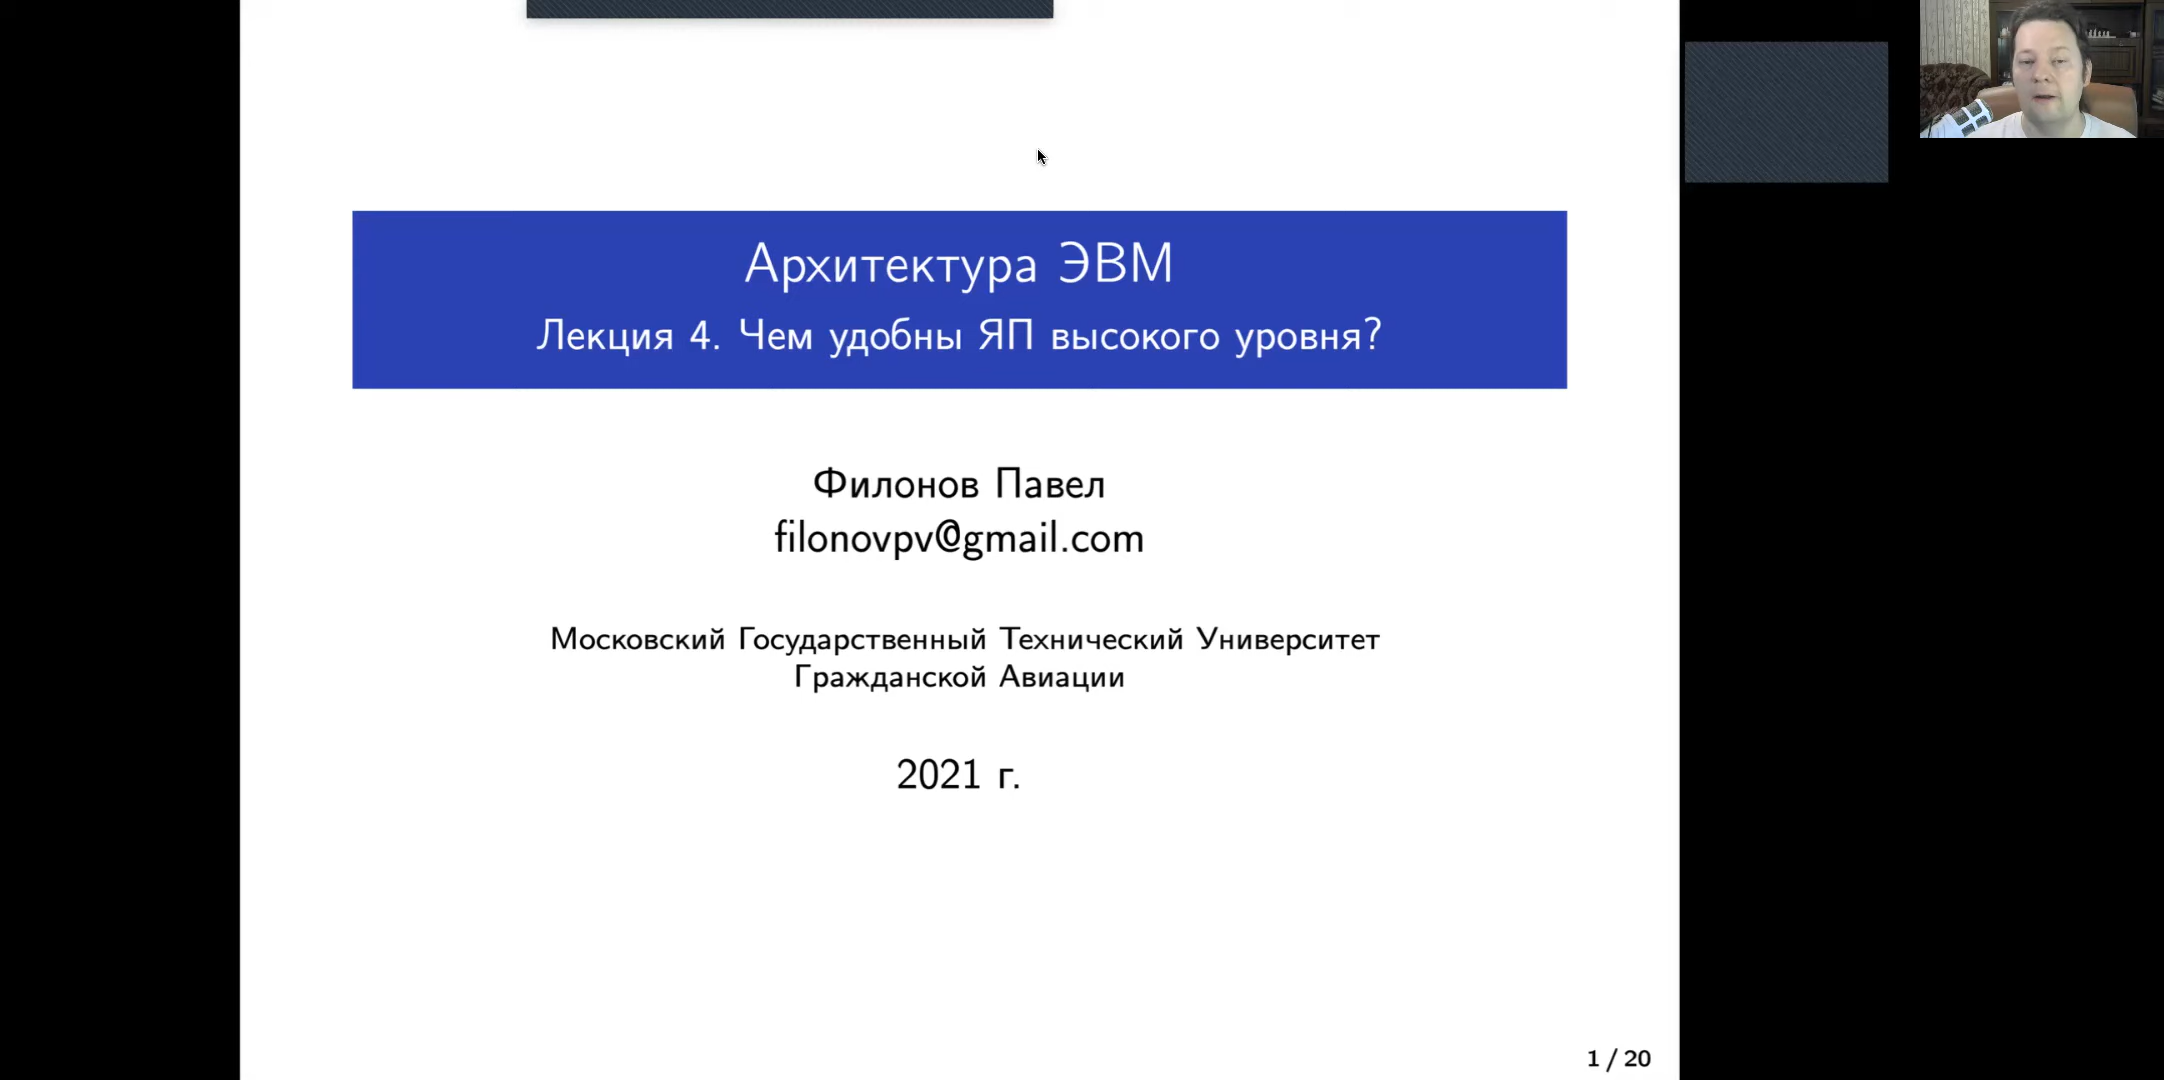 Архитектура ЭВМ
Лекция 4. Чем удобны ЯП высокого уровня?
Филонов Павел
filonovpv@gmail.com
Московский Государственный Технический Университет
Гражданской Авиации
2021 г.
1 / 20